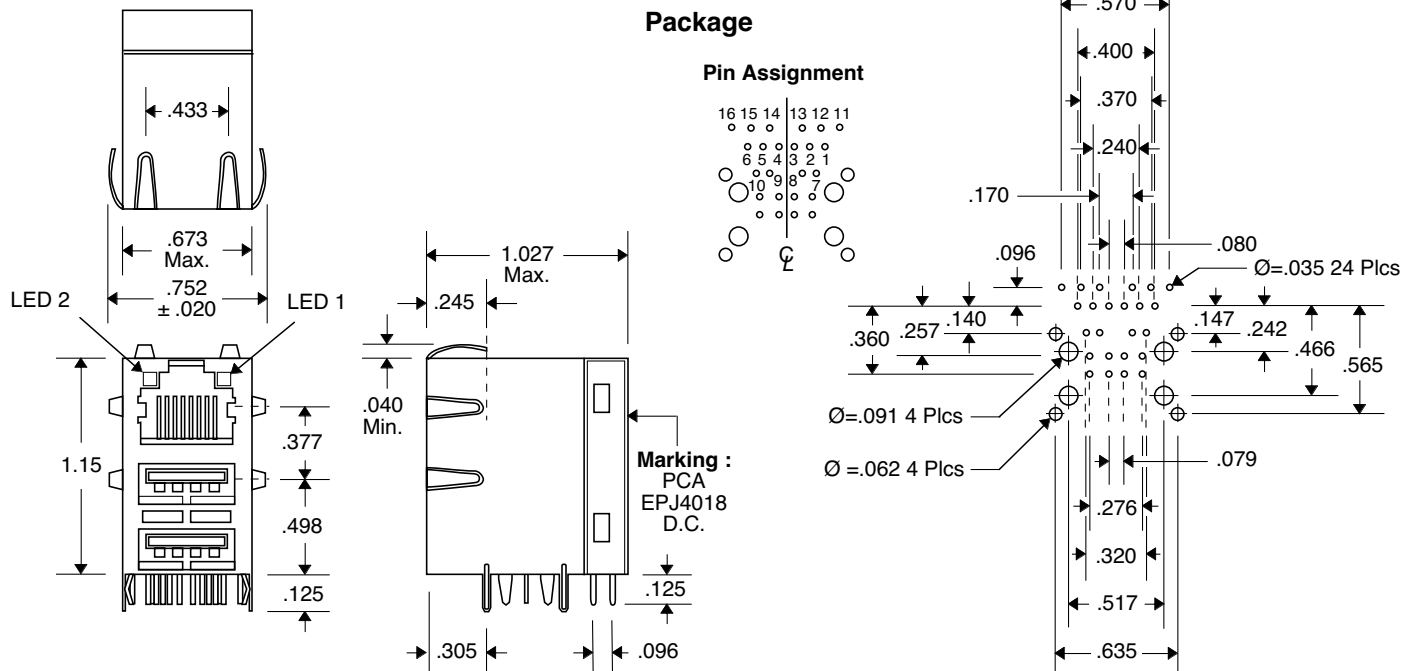 Package
Pin Assignment
16 15 14 13 12 11
6 5 4 3 2 1
10 9 8 7
℄
.433
.673
Max.
.752
± .020
LED 2
LED 1
1.15
.377
.498
.125
1.027
Max.
.245
.040
Min.
Marking :
PCA
EPJ4018
D.C.
.125
.305
.096
.570
.400
.370
.240
.170
.080
.096
Ø=.035 24 Plcs
.360
.257
.140
.147
.242
.466
.565
Ø=.091 4 Plcs
Ø =.062 4 Plcs
.079
.276
.320
.517
.635